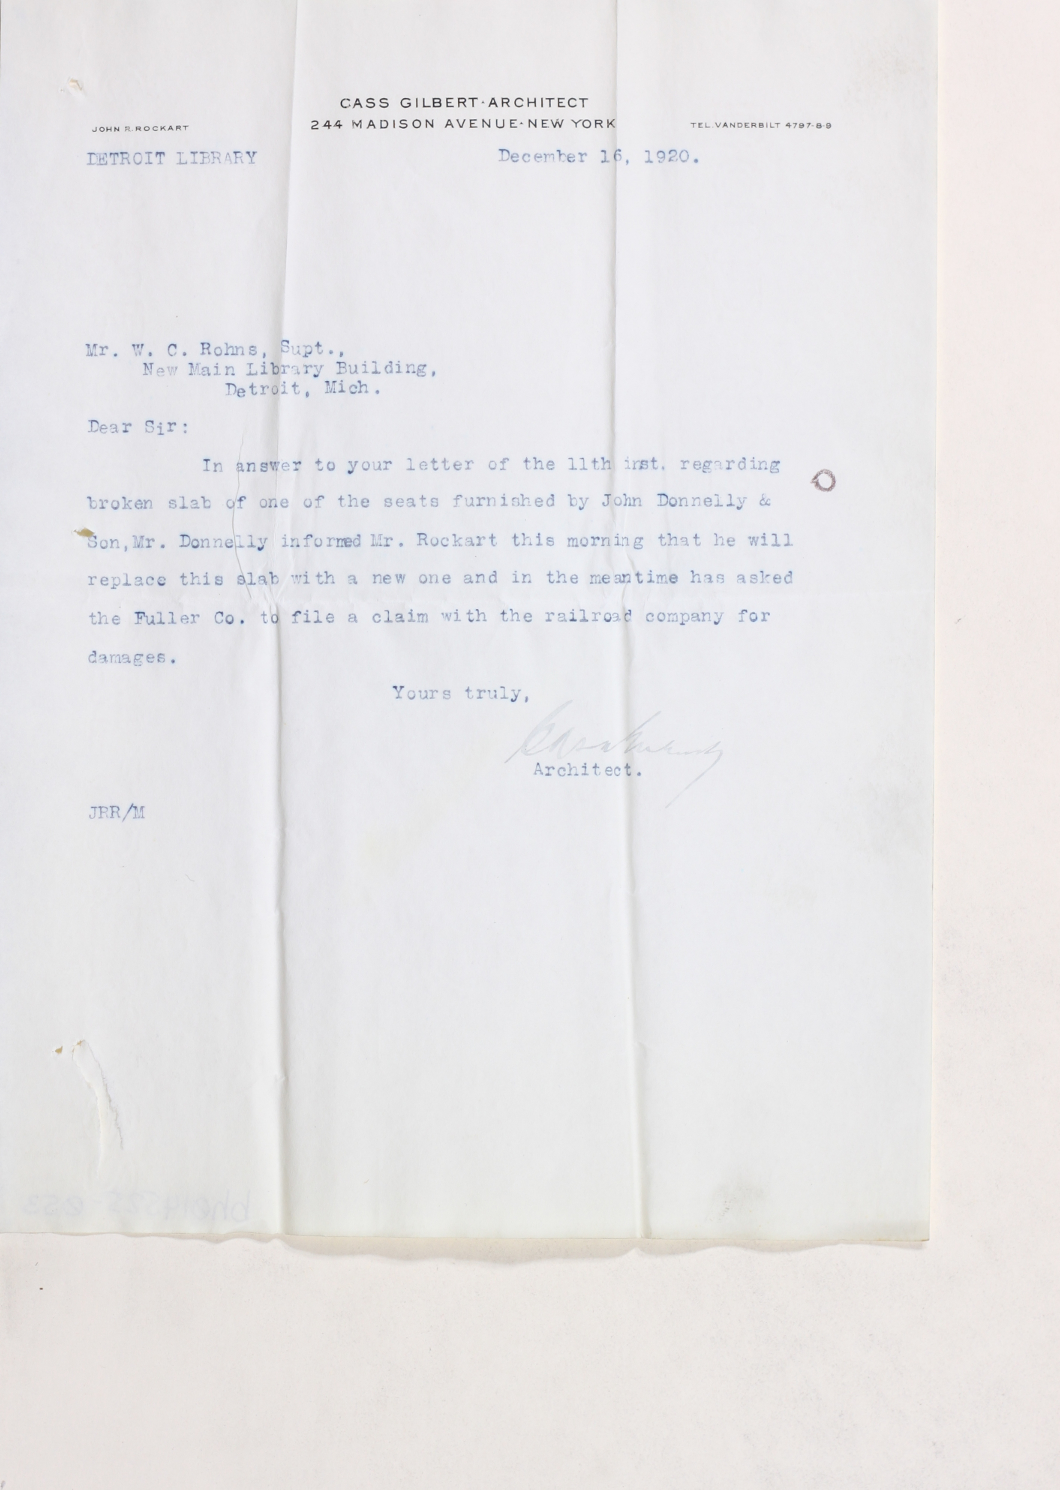 CASS GILBERT·ARCHITECT
244 MADISON AVENUE·NEW YORK
JOHN R. ROCKART
TEL. VANDERBILT 4797-8-9
DETROIT LIBRARY
December 16, 1920.
Mr. W. C. Rohns, Supt.,
New Main Library Building,
Detroit, Mich.
Dear Sir:
In answer to your letter of the 11th inst. regarding
broken slab of one of the seats furnished by John Donnelly &
Son, Mr. Donnelly informed Mr. Rockart this morning that he will
replace this slab with a new one and in the meantime has asked
the Fuller Co. to file a claim with the railroad company for
damages.
Yours truly,
Cass Gilbert
Architect.
JRR/M